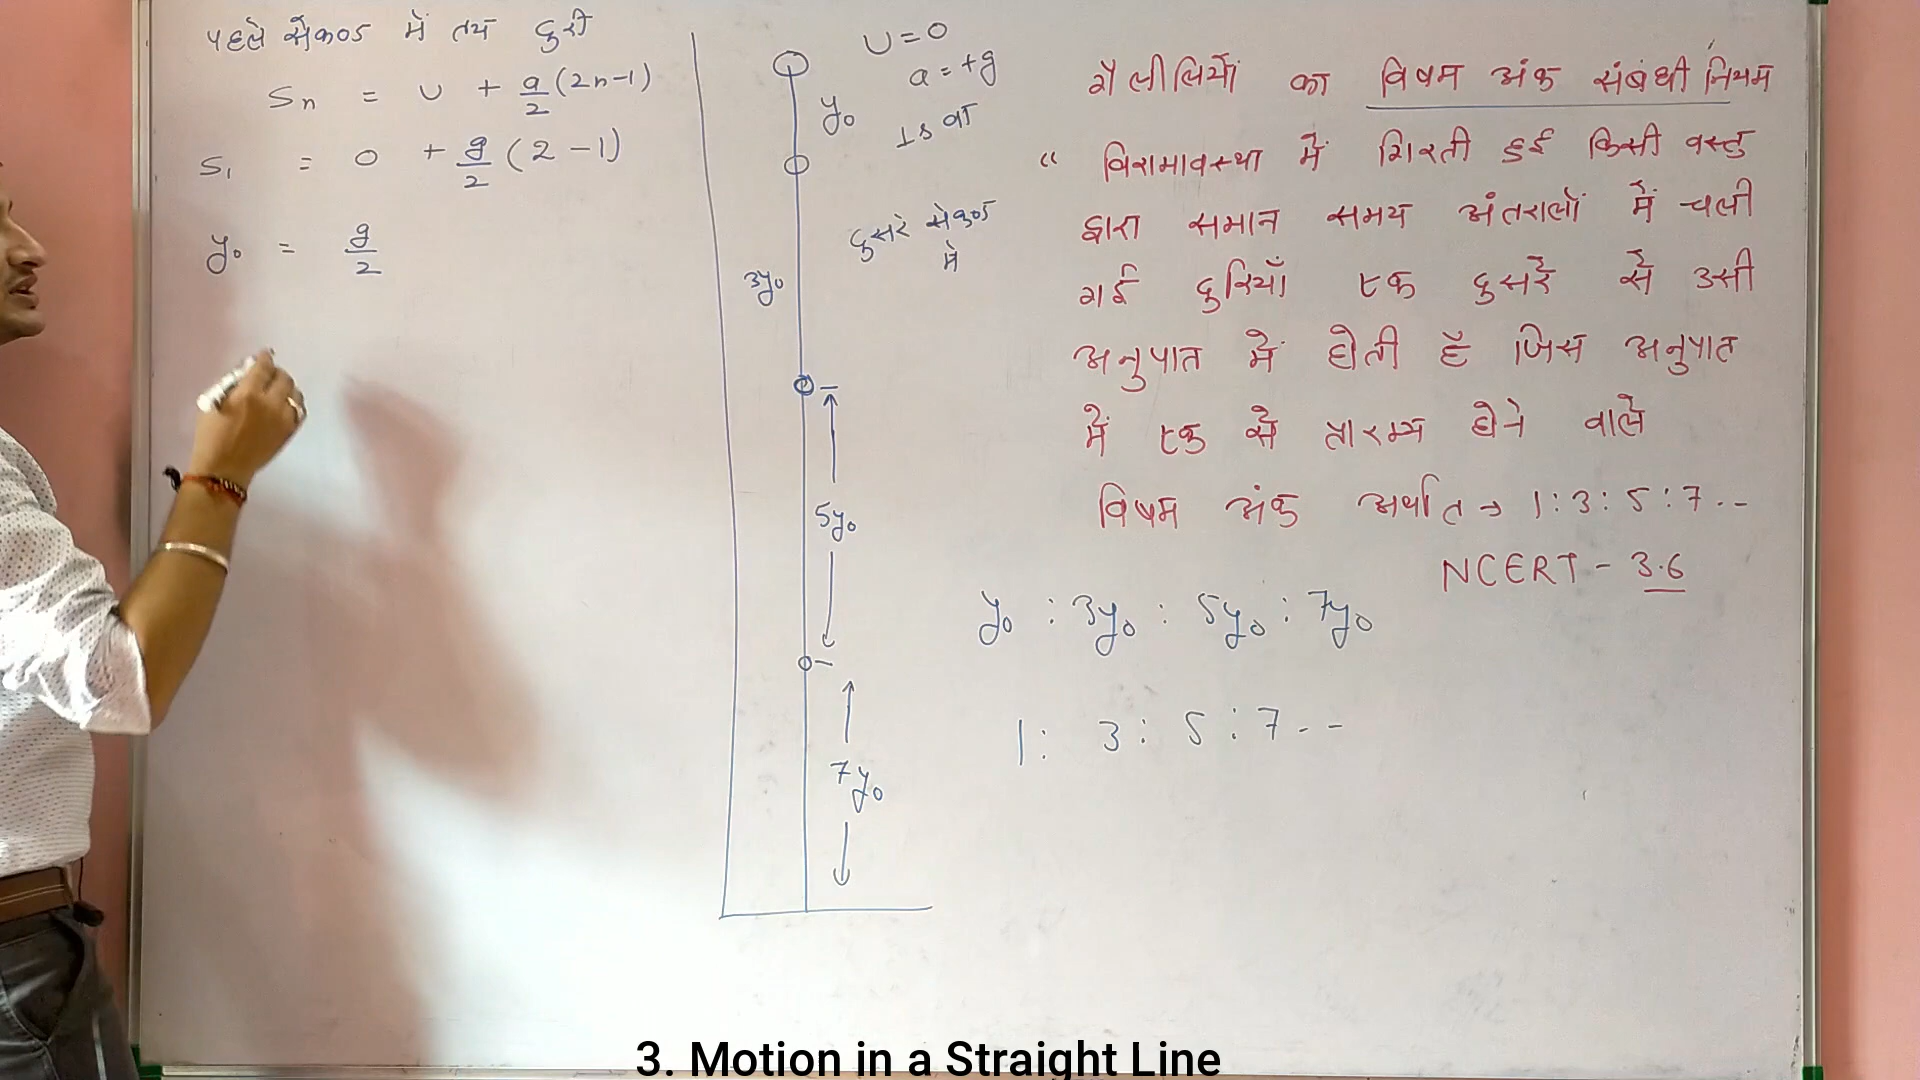 पहले सेकण्ड में तय दुरी
Sn = u + a/2 (2n-1)
S₁ = 0 + g/2 (2-1)
y₀ = g/2
u=0
a=+g
y₀
1s बाद
दुसरे सेकण्ड
में
3y₀
5y₀
7y₀
गैलीलियों का विषम अंक संबंधी नियम
“ विरामावस्था में गिरती हुई किसी वस्तु
द्वारा समान समय अंतरालों में चली
गई दुरियाँ एक दुसरे से उसी
अनुपात में होती हैं जिस अनुपात
में एक से प्रारम्भ होने वाले
विषम अंक अर्थात → 1:3:5:7--
NCERT - 3.6
y₀ : 3y₀ : 5y₀ : 7y₀
1: 3: 5:7--
3. Motion in a Straight Line